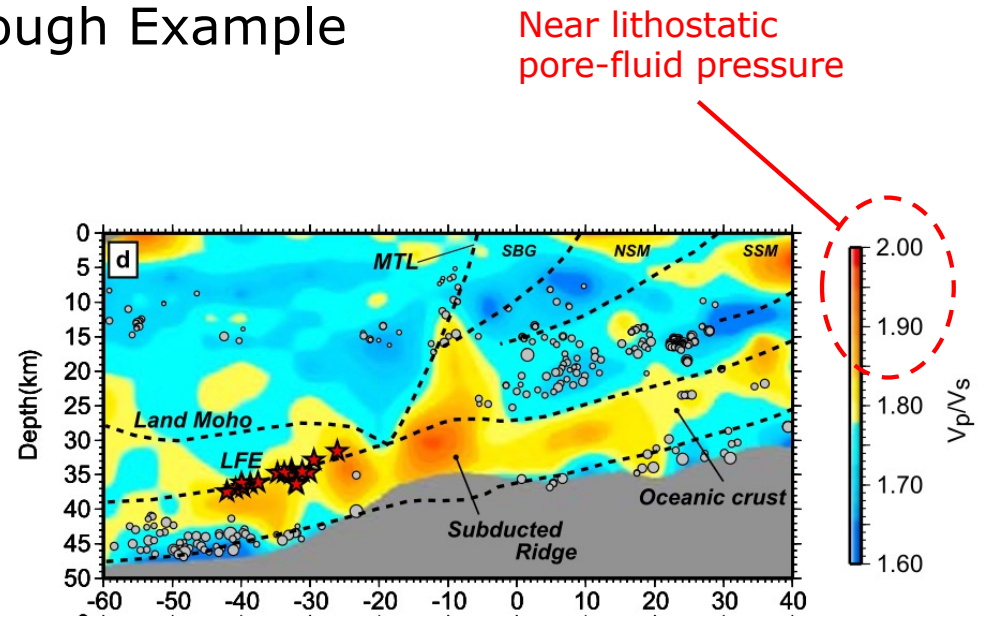 ough Example
Near lithostatic
pore-fluid pressure
d
MTL
SBG
NSM
SSM
Land Moho
LFE
Oceanic crust
Subducted
Ridge
Depth(km)
0
5
10
15
20
25
30
35
40
45
50
-60 -50 -40 -30 -20 -10 0 10 20 30 40
2.00
1.90
1.80
1.70
1.60
Vp/Vs